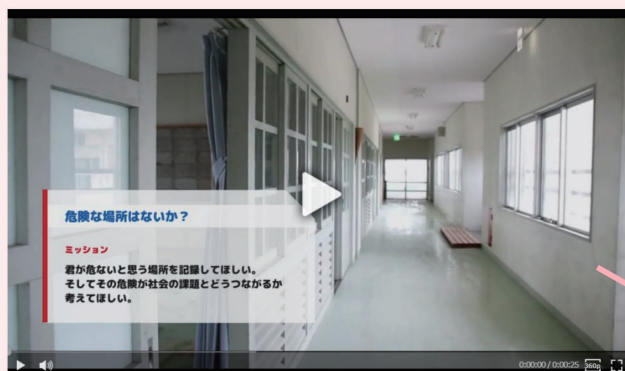 危険な場所はないか？
ミッション
君が危ないと思う場所を記録してほしい。
そしてその危険が社会の課題とどうつながるか
考えてほしい。
0:00:00 / 0:00:25 360p